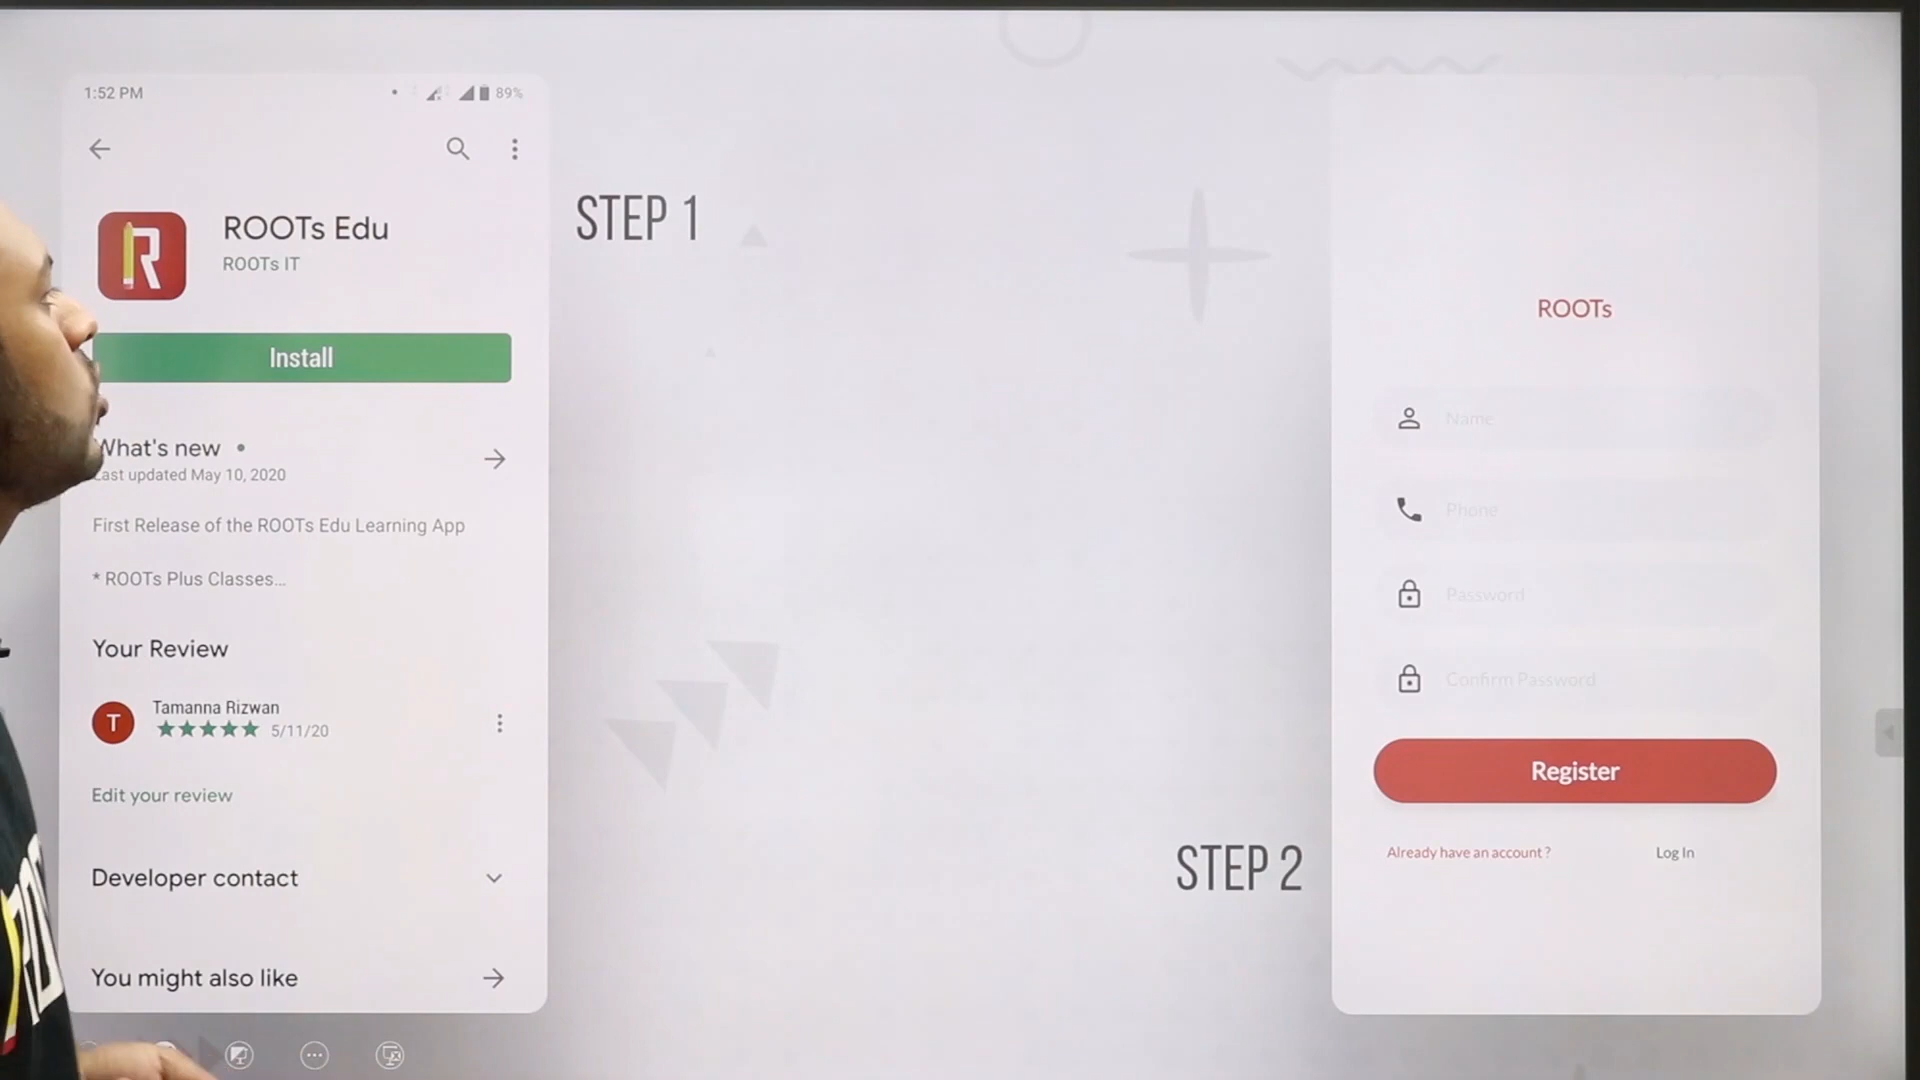 1:52 PM
89%
ROOTs Edu
ROOTs IT
Install
What's new
Last updated May 10, 2020
First Release of the ROOTs Edu Learning App
* ROOTs Plus Classes...
Your Review
T
Tamanna Rizwan
5/11/20
Edit your review
Developer contact
You might also like
STEP 1
STEP 2
ROOTs
Name
Phone
Password
Confirm Password
Register
Already have an account ?
Log In